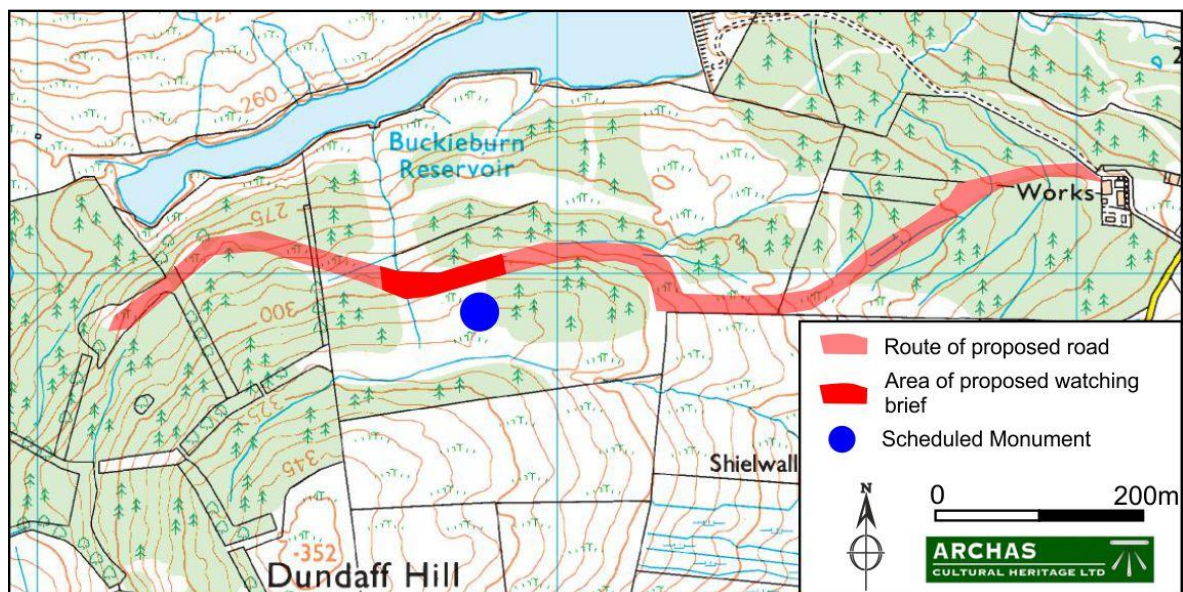 260
Buckieburn
Reservoir
275
Works
300
325
345
Shielwall
·352
Dundaff Hill
Route of proposed road
Area of proposed watching
brief
Scheduled Monument
N
0 200m
ARCHAS
CULTURAL HERITAGE LTD